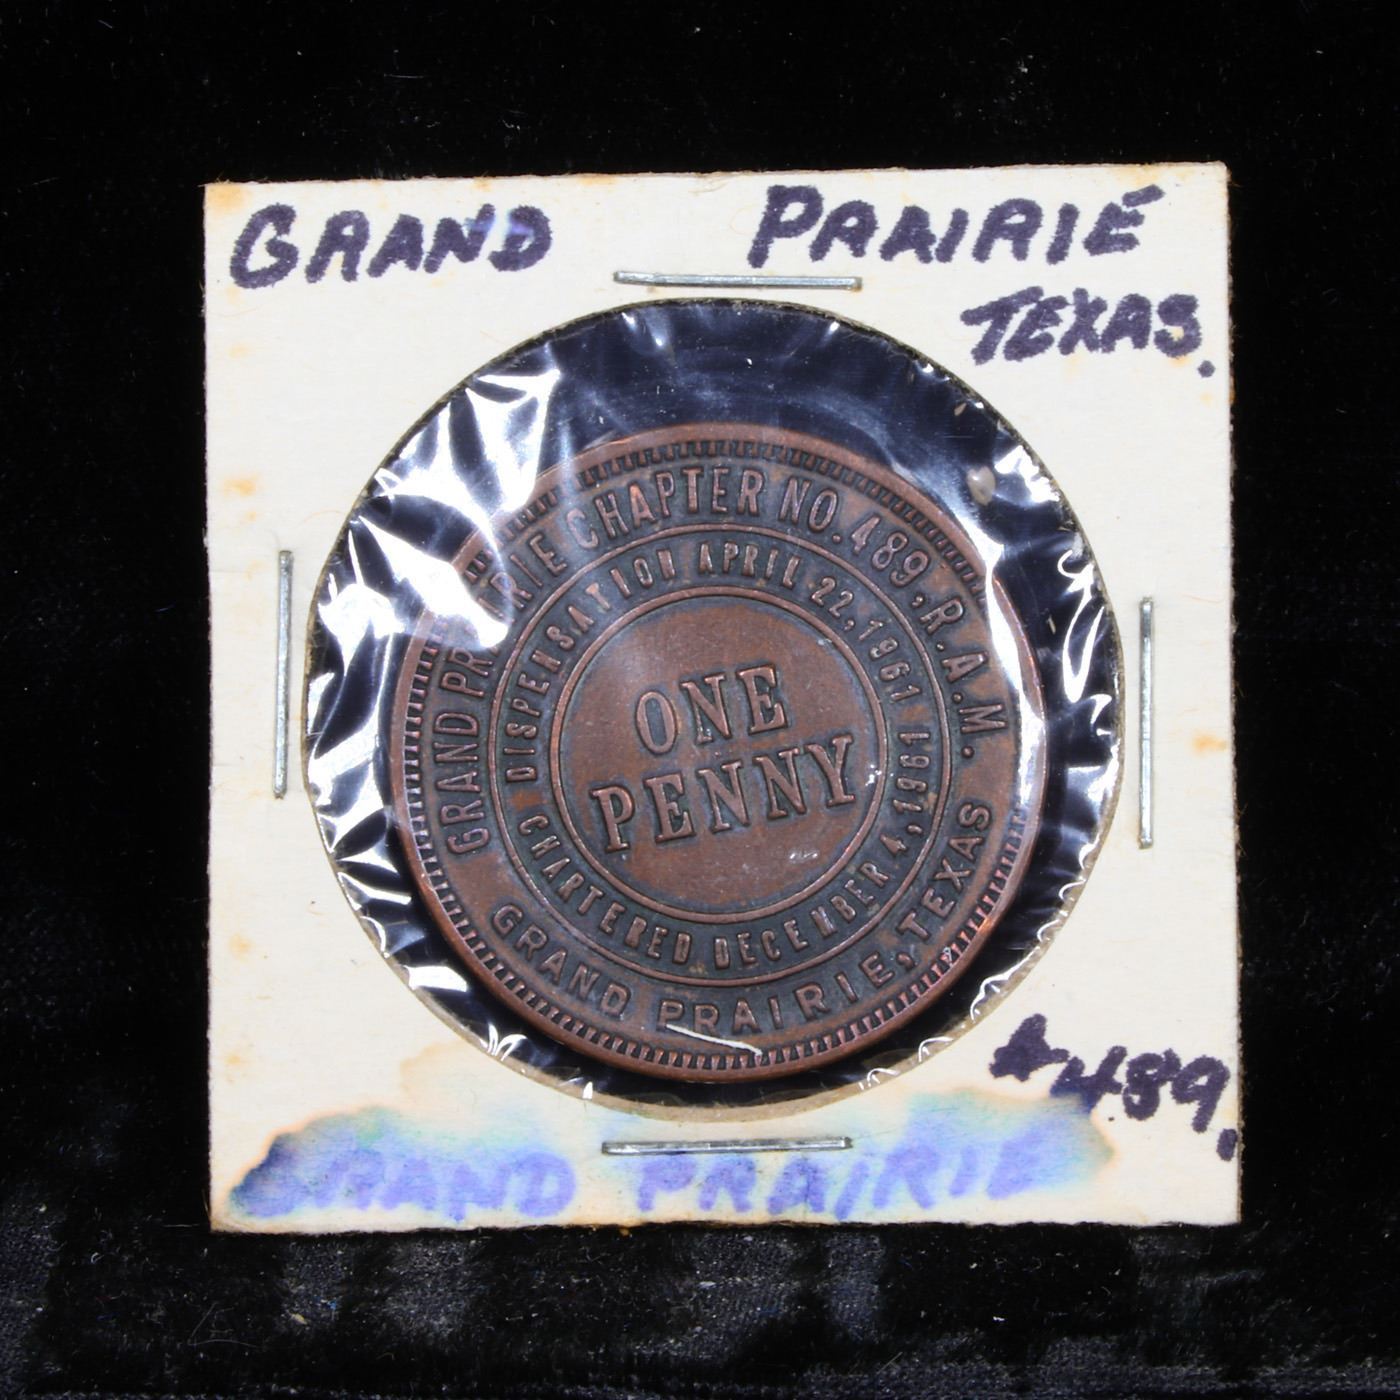 GRAND PRAIRIE
TEXAS.
GRAND PRAIRIE CHAPTER NO. 489, R.A.M.
DISPENSATION APRIL 22, 1961
ONE
PENNY
CHARTERED DECEMBER 4, 1961
GRAND PRAIRIE, TEXAS
489.
GRAND PRAIRIE